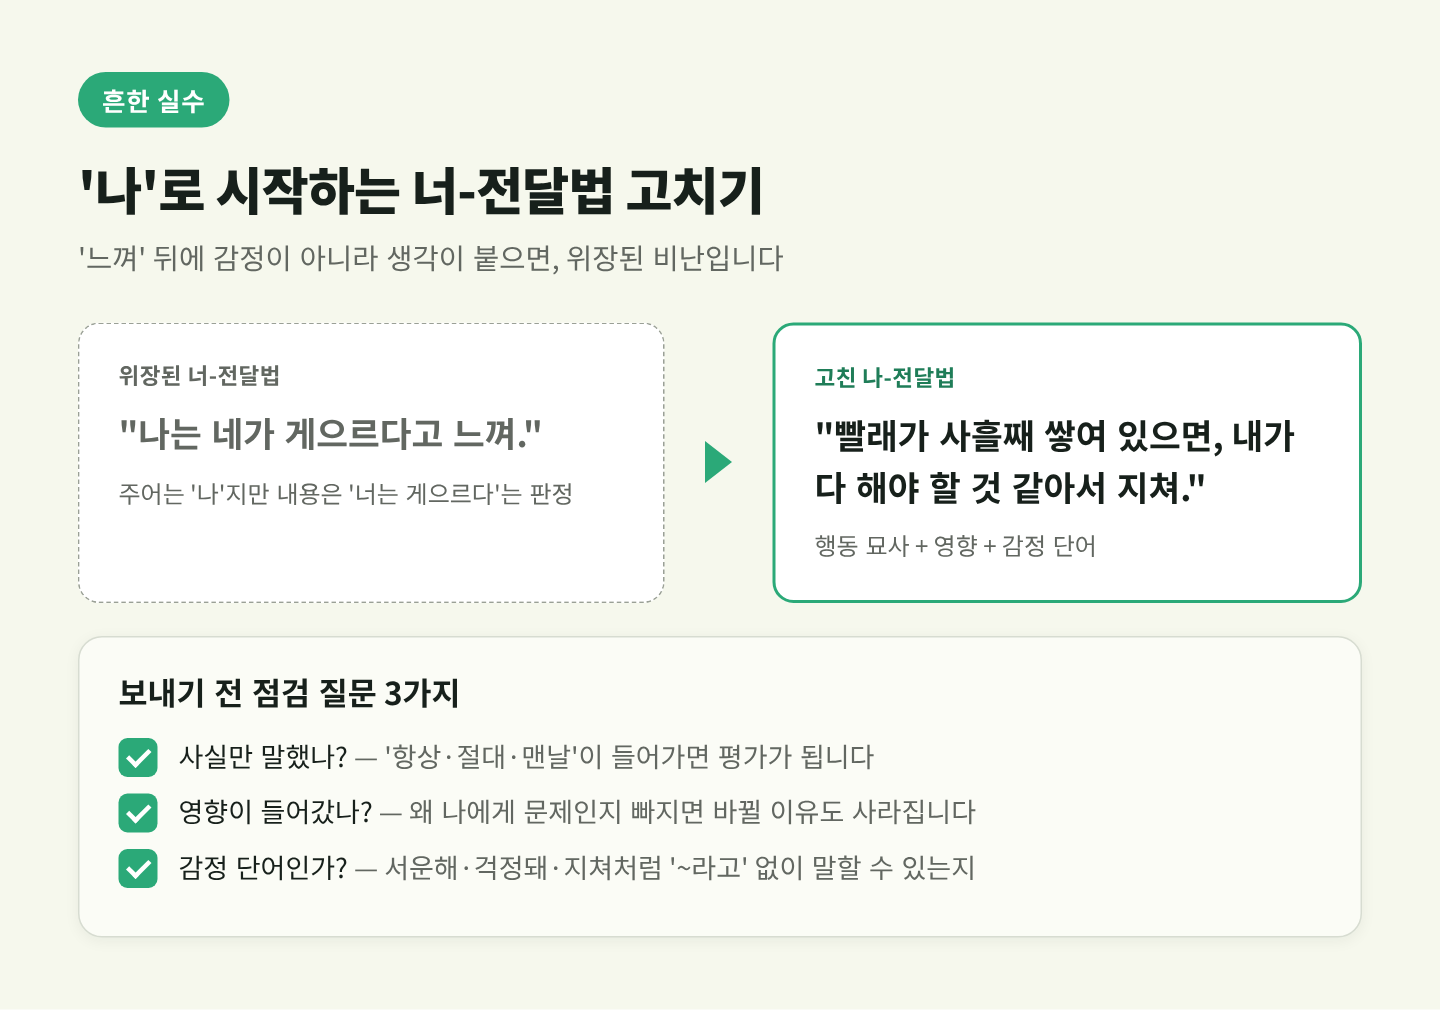 흔한 실수
'나'로 시작하는 너-전달법 고치기
'느껴' 뒤에 감정이 아니라 생각이 붙으면, 위장된 비난입니다
위장된 너-전달법
"나는 네가 게으르다고 느껴."
주어는 '나'지만 내용은 '너는 게으르다'는 판정
고친 나-전달법
"빨래가 사흘째 쌓여 있으면, 내가
다 해야 할 것 같아서 지쳐."
행동 묘사 + 영향 + 감정 단어
보내기 전 점검 질문 3가지
사실만 말했나? — '항상·절대·맨날'이 들어가면 평가가 됩니다
영향이 들어갔나? — 왜 나에게 문제인지 빠지면 바뀔 이유도 사라집니다
감정 단어인가? — 서운해·걱정돼·지쳐처럼 '~라고' 없이 말할 수 있는지